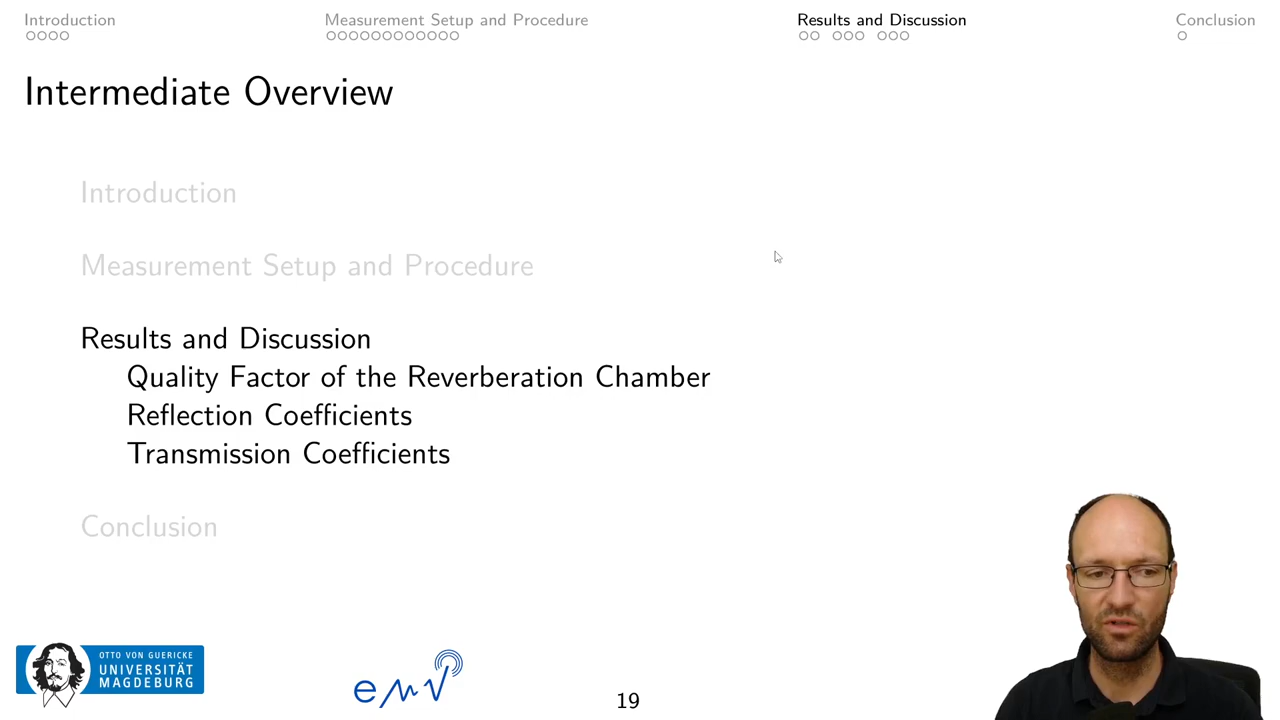 Introduction
Measurement Setup and Procedure
Results and Discussion
Conclusion
Intermediate Overview
Introduction
Measurement Setup and Procedure
Results and Discussion
Quality Factor of the Reverberation Chamber
Reflection Coefficients
Transmission Coefficients
Conclusion
OTTO VON GUERICKE
UNIVERSITÄT
MAGDEBURG
emv
19